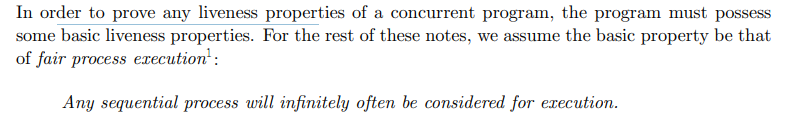 In order to prove any liveness properties of a concurrent program, the program must possess
some basic liveness properties. For the rest of these notes, we assume the basic property be that
of fair process execution1:
Any sequential process will infinitely often be considered for execution.